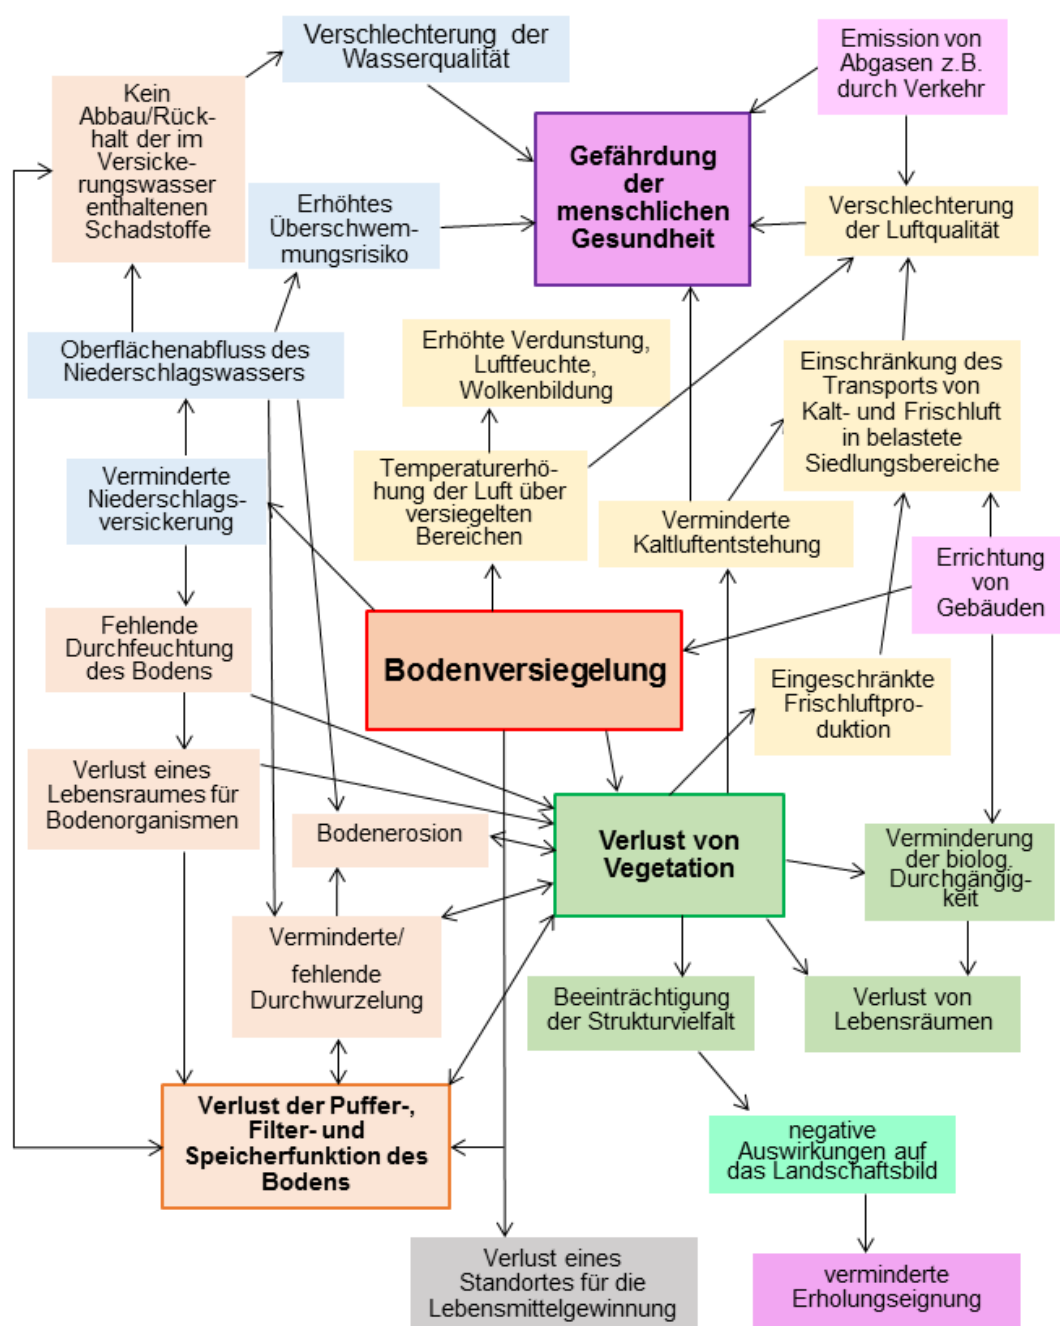 Verschlechterung der
Wasserqualität
Emission von
Abgasen z.B.
durch Verkehr
Kein
Abbau/Rück-
halt der im
Versicke-
rungswasser
enthaltenen
Schadstoffe
Gefährdung
der
menschlichen
Gesundheit
Erhöhtes
Überschwem-
mungsrisiko
Verschlechterung
der Luftqualität
Oberflächenabfluss des
Niederschlagswassers
Erhöhte Verdunstung,
Luftfeuchte,
Wolkenbildung
Einschränkung des
Transports von
Kalt- und Frischluft
in belastete
Siedlungsbereiche
Verminderte
Niederschlags-
versickerung
Temperaturerhö-
hung der Luft über
versiegelten
Bereichen
Verminderte
Kaltluftentstehung
Errichtung
von
Gebäuden
Fehlende
Durchfeuchtung
des Bodens
Bodenversiegelung
Eingeschränkte
Frischluftpro-
duktion
Verlust eines
Lebensraumes für
Bodenorganismen
Bodenerosion
Verlust von
Vegetation
Verminderung
der biolog.
Durchgängig-
keit
Verminderte/
fehlende
Durchwurzelung
Beeinträchtigung
der Strukturvielfalt
Verlust von
Lebensräumen
Verlust der Puffer-,
Filter- und
Speicherfunktion des
Bodens
negative
Auswirkungen auf
das Landschaftsbild
Verlust eines
Standortes für die
Lebensmittelgewinnung
verminderte
Erholungseignung